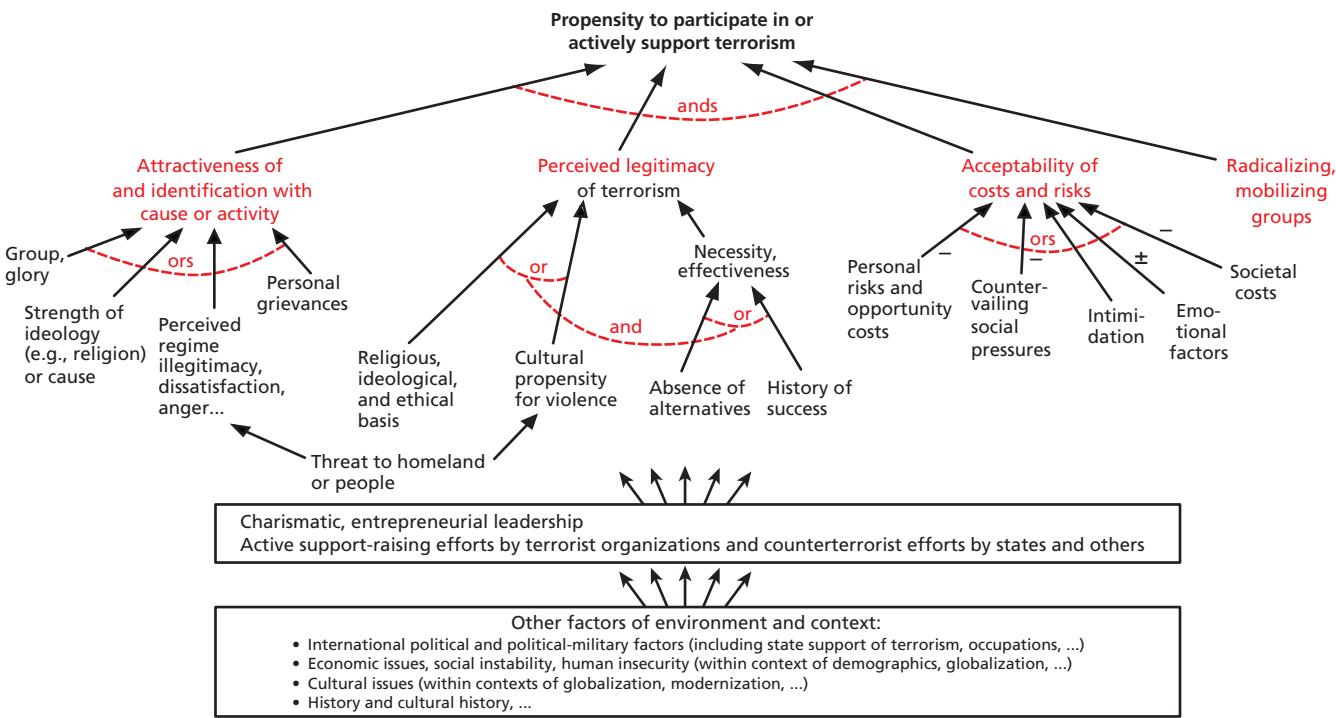 Propensity to participate in or
actively support terrorism
ands
Attractiveness of
and identification with
cause or activity
Perceived legitimacy
of terrorism
Acceptability of
costs and risks
Radicalizing,
mobilizing
groups
Group,
glory
ors
Personal
grievances
Strength of
ideology
(e.g., religion)
or cause
Perceived
regime
illegitimacy,
dissatisfaction,
anger...
or
and
Necessity,
effectiveness
or
Religious,
ideological,
and ethical
basis
Cultural
propensity
for violence
Absence of
alternatives
History of
success
ors
–
–
±
–
Personal
risks and
opportunity
costs
Counter-
vailing
social
pressures
Intimi-
dation
Emo-
tional
factors
Societal
costs
Threat to homeland
or people
Charismatic, entrepreneurial leadership
Active support-raising efforts by terrorist organizations and counterterrorist efforts by states and others
Other factors of environment and context:
• International political and political-military factors (including state support of terrorism, occupations, ...)
• Economic issues, social instability, human insecurity (within context of demographics, globalization, ...)
• Cultural issues (within contexts of globalization, modernization, ...)
• History and cultural history, ...